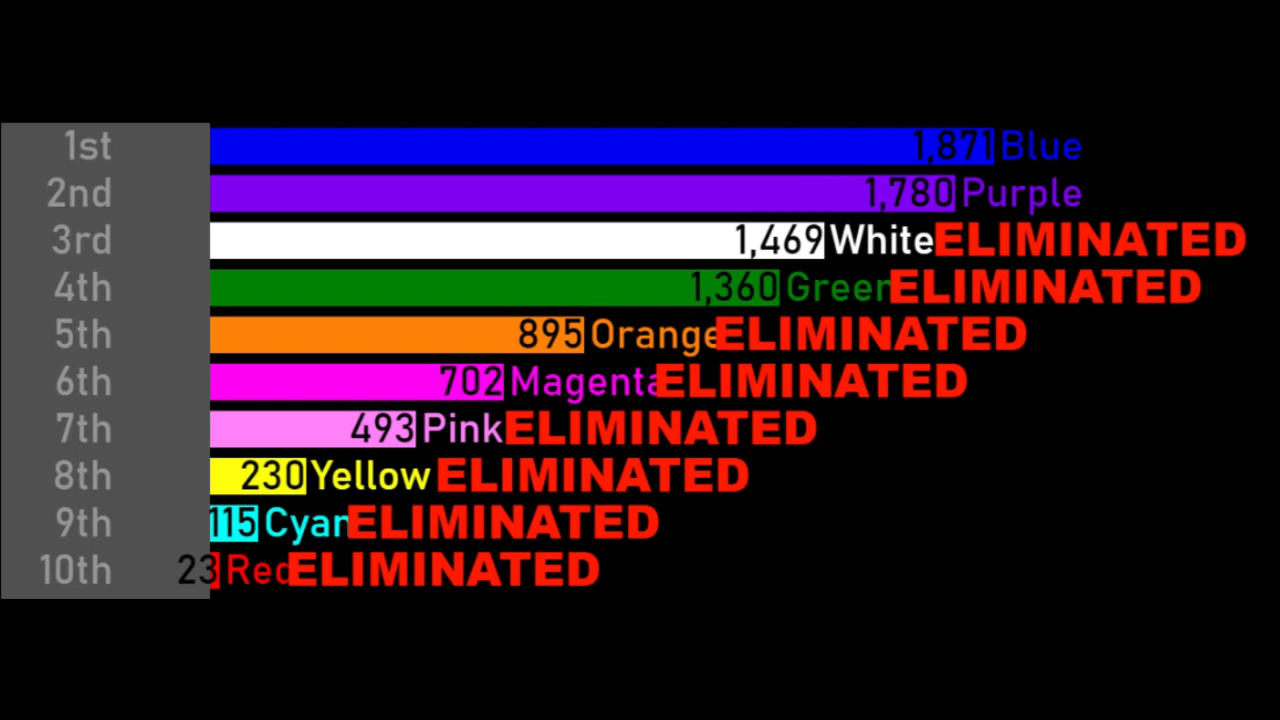 1st 1,871 Blue
2nd 1,780 Purple
3rd 1,469 White ELIMINATED
4th 1,360 Green ELIMINATED
5th 895 Orange ELIMINATED
6th 702 Magenta ELIMINATED
7th 493 Pink ELIMINATED
8th 230 Yellow ELIMINATED
9th 115 Cyan ELIMINATED
10th 23 Red ELIMINATED